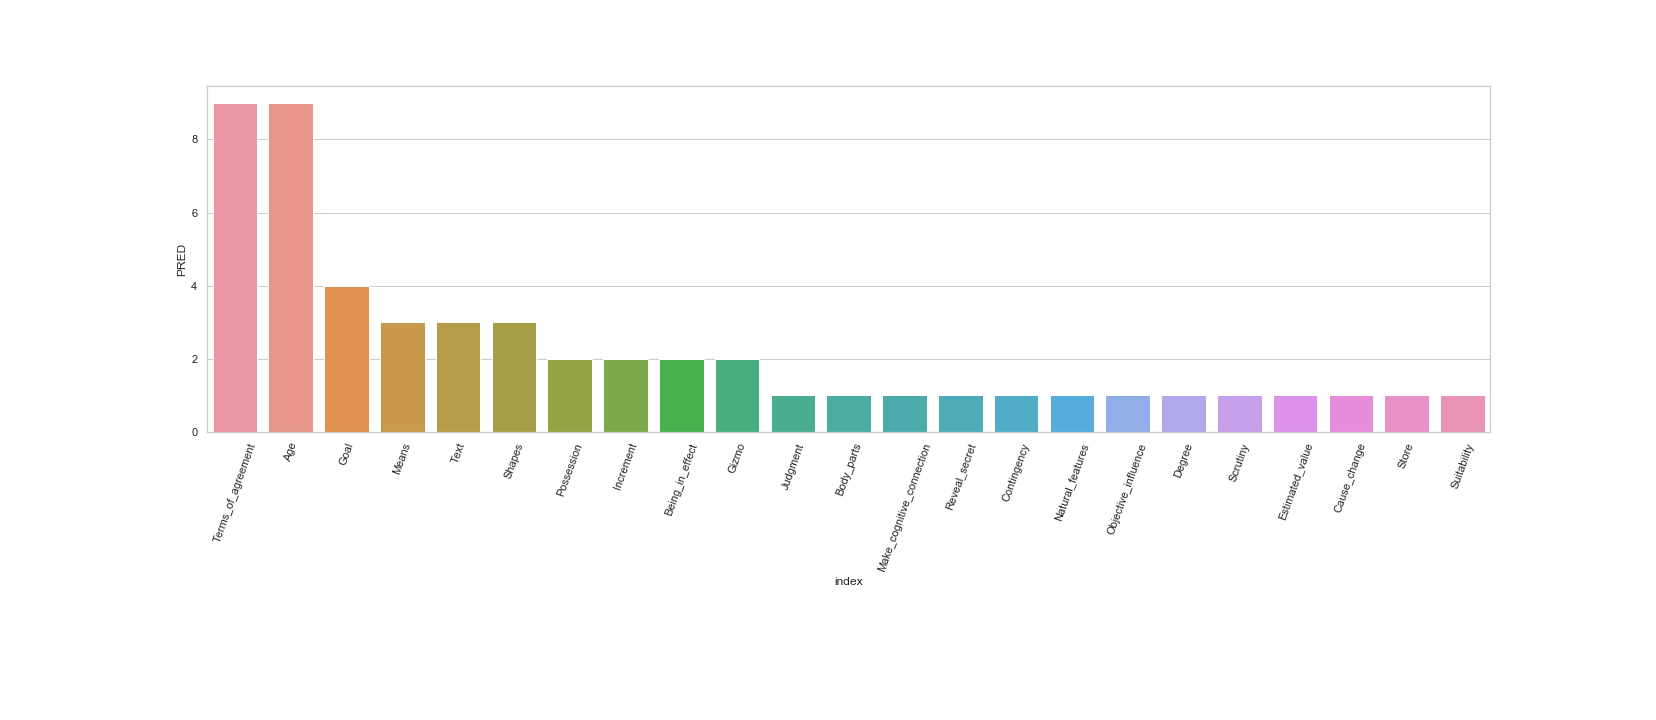 8
6
4
2
0
PRED
Terms_of_agreement
Age
Goal
Means
Text
Shapes
Possession
Increment
Being_in_effect
Gizmo
Judgment
Body_parts
Make_cognitive_connection
Reveal_secret
Contingency
Natural_features
Objective_influence
Degree
Scrutiny
Estimated_value
Cause_change
Store
Suitability
index